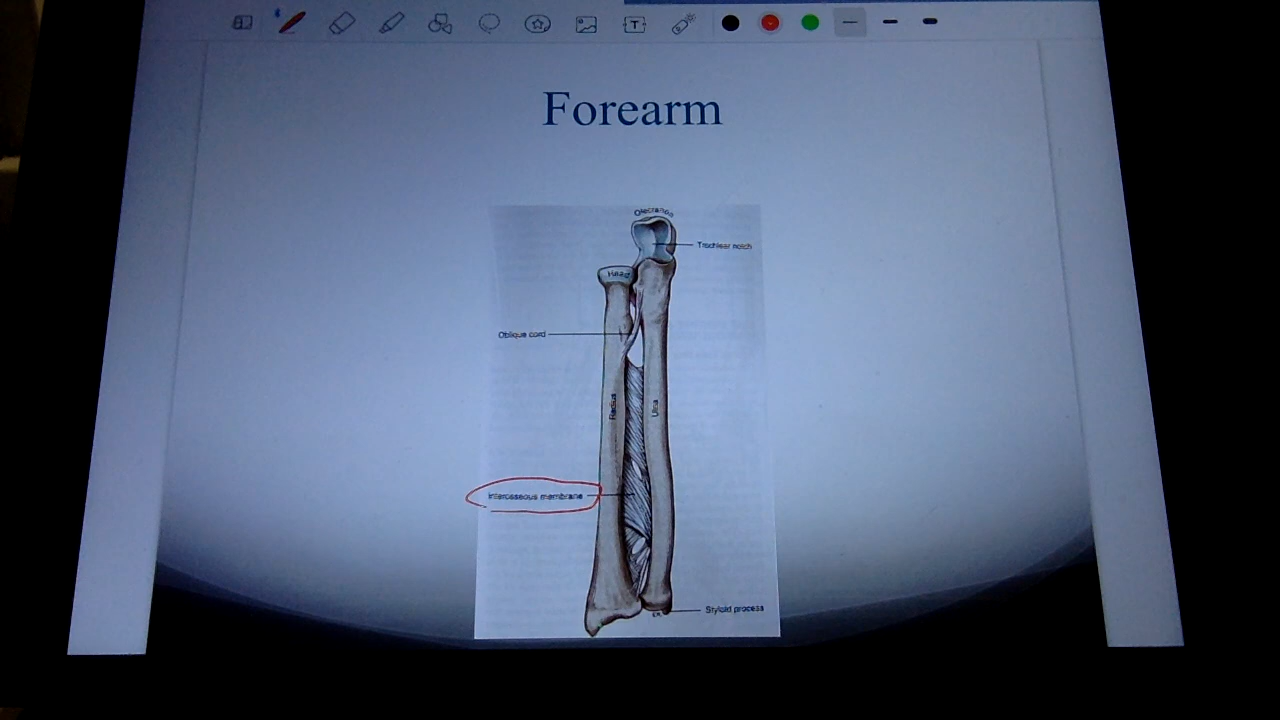 Forearm
Olecranon
Trochlear notch
Head
Oblique cord
Radius
Ulna
Interosseous membrane
Styloid process